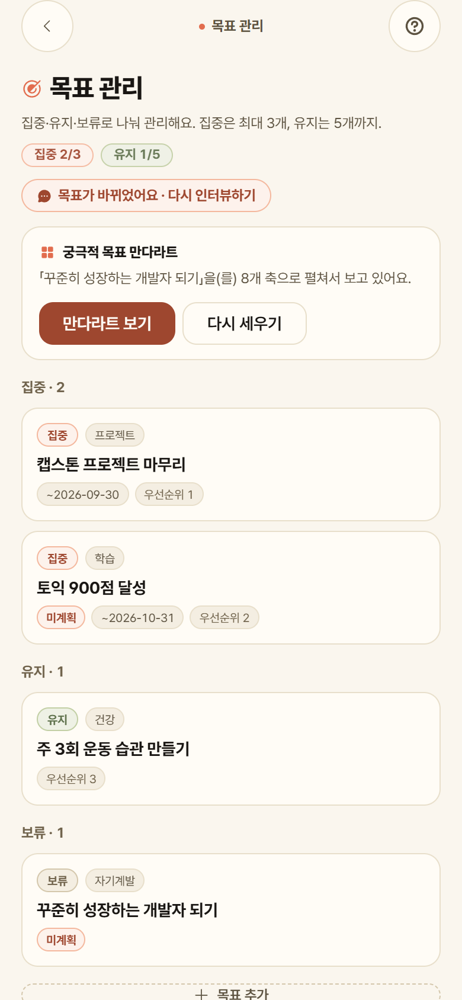 목표 관리
목표 관리
집중·유지·보류로 나눠 관리해요. 집중은 최대 3개, 유지는 5개까지.
집중 2/3 유지 1/5
목표가 바뀌었어요 · 다시 인터뷰하기
궁극적 목표 만다라트
「꾸준히 성장하는 개발자 되기」을(를) 8개 축으로 펼쳐서 보고 있어요.
만다라트 보기 다시 세우기
집중 · 2
집중 프로젝트
캡스톤 프로젝트 마무리
~2026-09-30 우선순위 1
집중 학습
토익 900점 달성
미계획 ~2026-10-31 우선순위 2
유지 · 1
유지 건강
주 3회 운동 습관 만들기
우선순위 3
보류 · 1
보류 자기계발
꾸준히 성장하는 개발자 되기
미계획
목표 추가